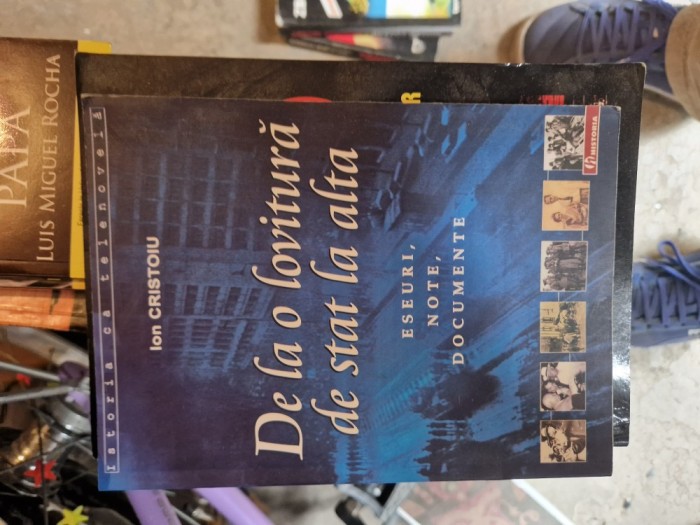 PAPA
LUIS MIGUEL ROCHA
Istoria ca telenovelă
Ion CRISTOIU
De la o lovitură
de stat la alta
ESEURI,
NOTE,
DOCUMENTE
HISTORIA